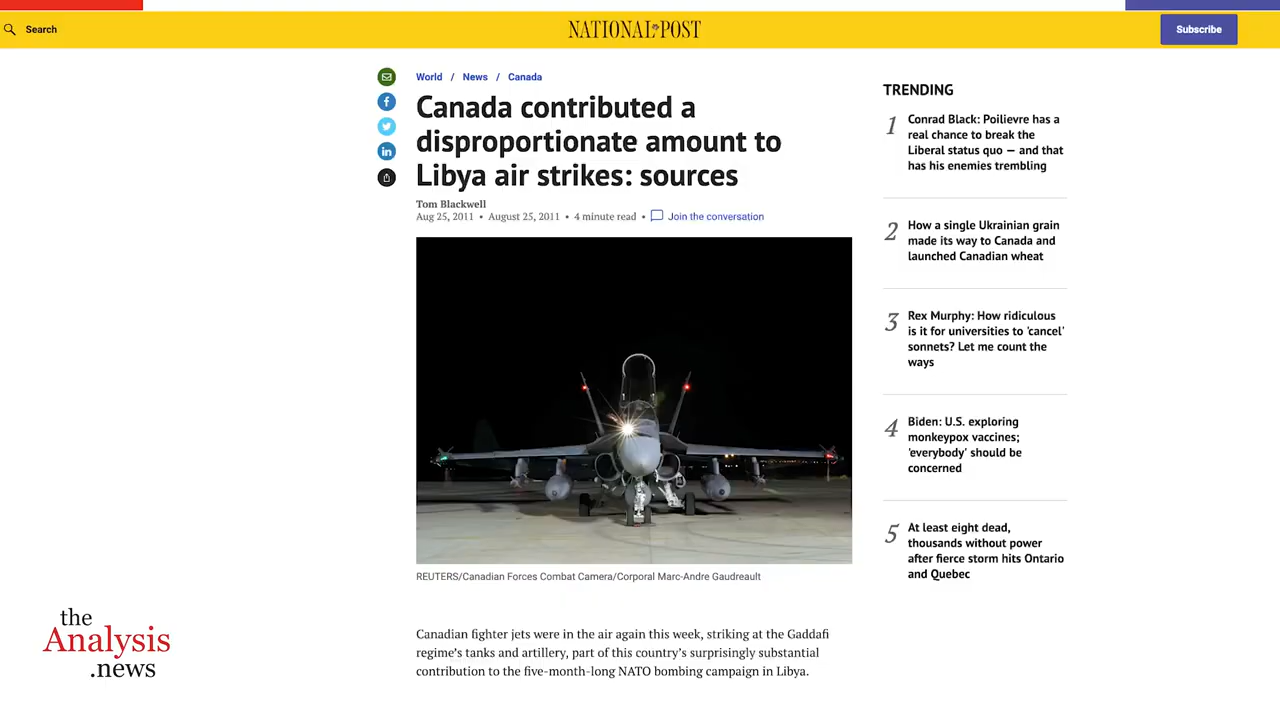 Search
NATIONAL POST
Subscribe
World / News / Canada
Canada contributed a
disproportionate amount to
Libya air strikes: sources
Tom Blackwell
Aug 25, 2011 • August 25, 2011 • 4 minute read • Join the conversation
REUTERS/Canadian Forces Combat Camera/Corporal Marc-Andre Gaudreault
Canadian fighter jets were in the air again this week, striking at the Gaddafi
regime's tanks and artillery, part of this country's surprisingly substantial
contribution to the five-month-long NATO bombing campaign in Libya.
TRENDING
1
Conrad Black: Poilievre has a
real chance to break the
Liberal status quo — and that
has his enemies trembling
2
How a single Ukrainian grain
made its way to Canada and
launched Canadian wheat
3
Rex Murphy: How ridiculous
is it for universities to 'cancel'
sonnets? Let me count the
ways
4
Biden: U.S. exploring
monkeypox vaccines;
'everybody' should be
concerned
5
At least eight dead,
thousands without power
after fierce storm hits Ontario
and Quebec
the
Analysis
.news